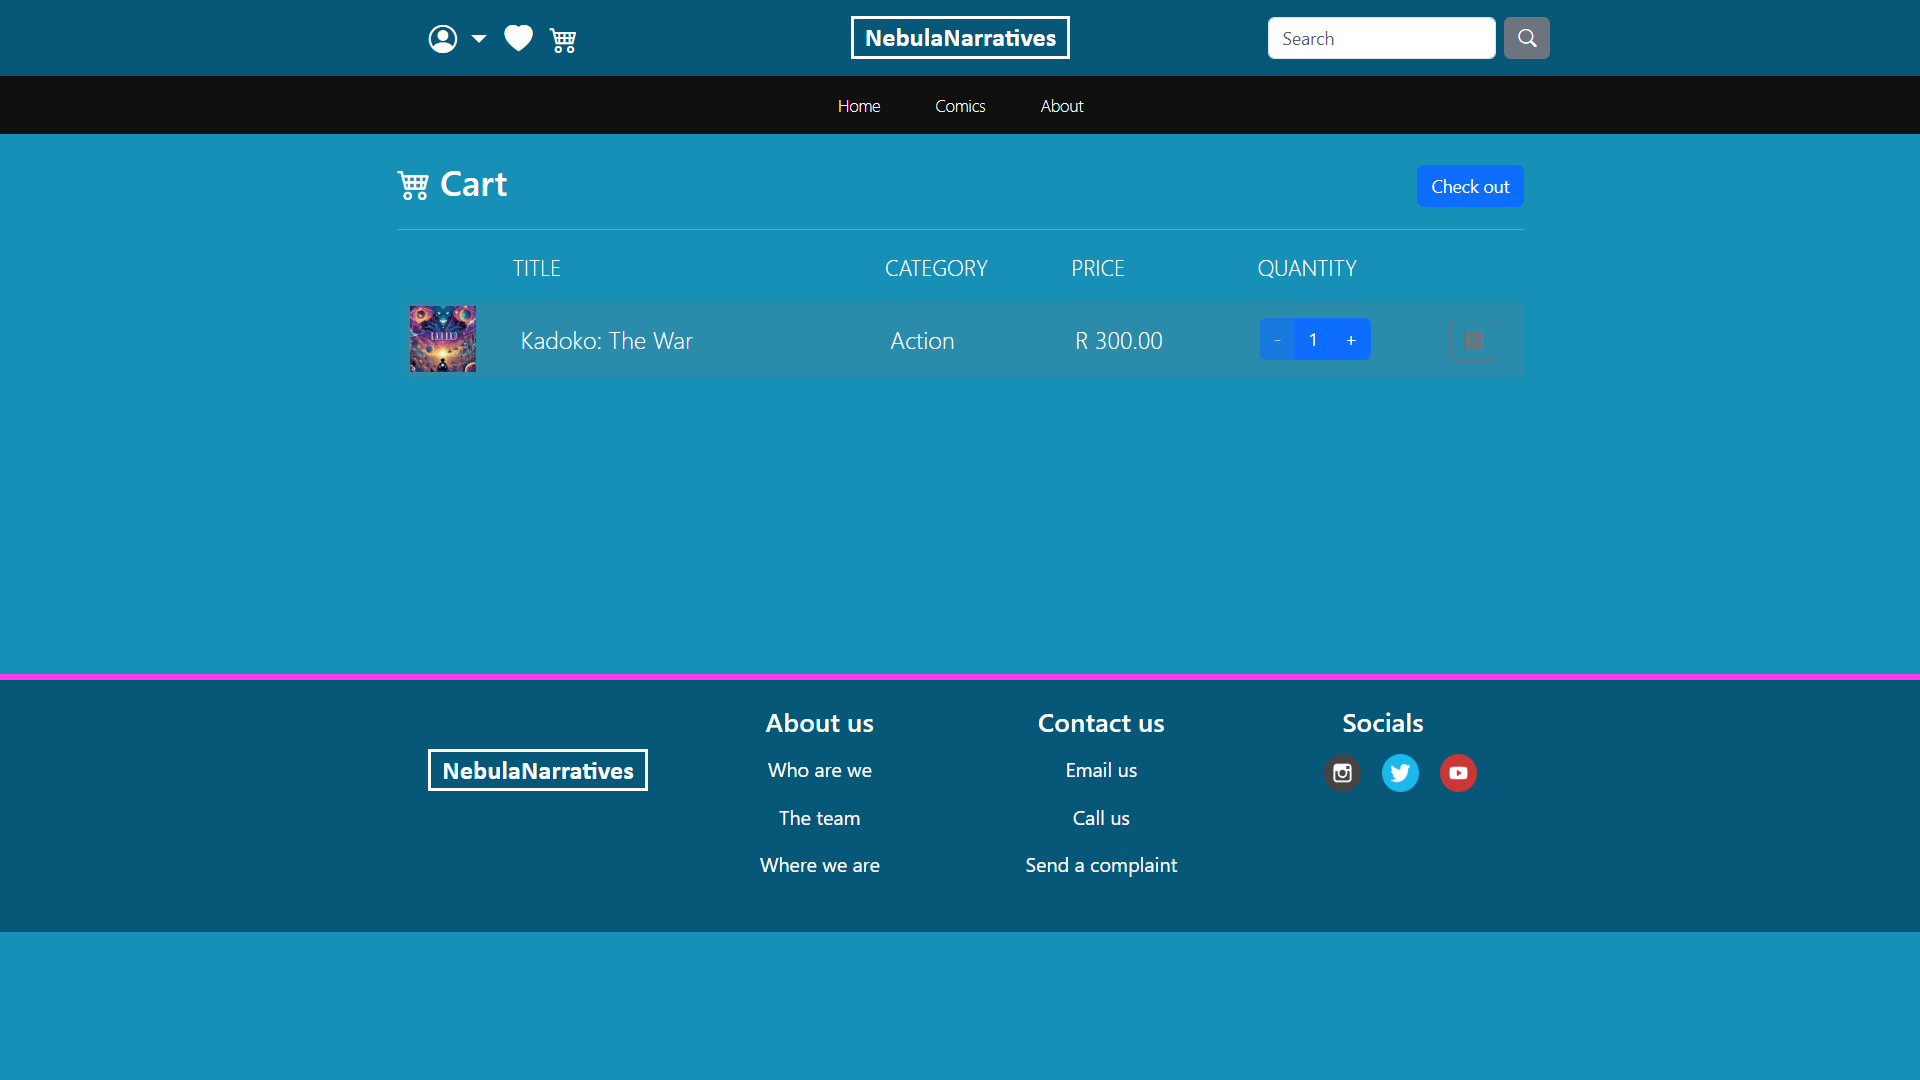 NebulaNarratives
Search
Home Comics About
Cart
Check out
TITLE CATEGORY PRICE QUANTITY
Kadoko: The War Action R 300.00 - 1 +
About us Contact us Socials
NebulaNarratives
Who are we Email us
The team Call us
Where we are Send a complaint